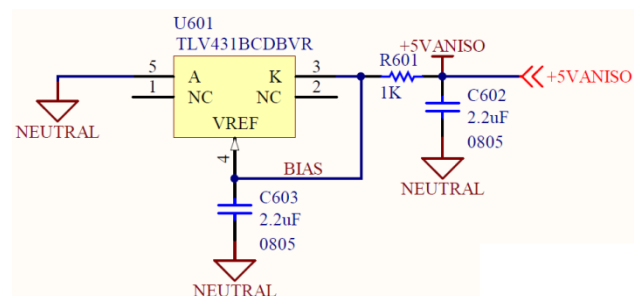 U601
TLV431BCDBVR
5 A K 3
1 NC NC 2
VREF
4
NEUTRAL
BIAS
C603
2.2uF
0805
NEUTRAL
R601
1K
+5VANISO
+5VANISO
C602
2.2uF
0805
NEUTRAL